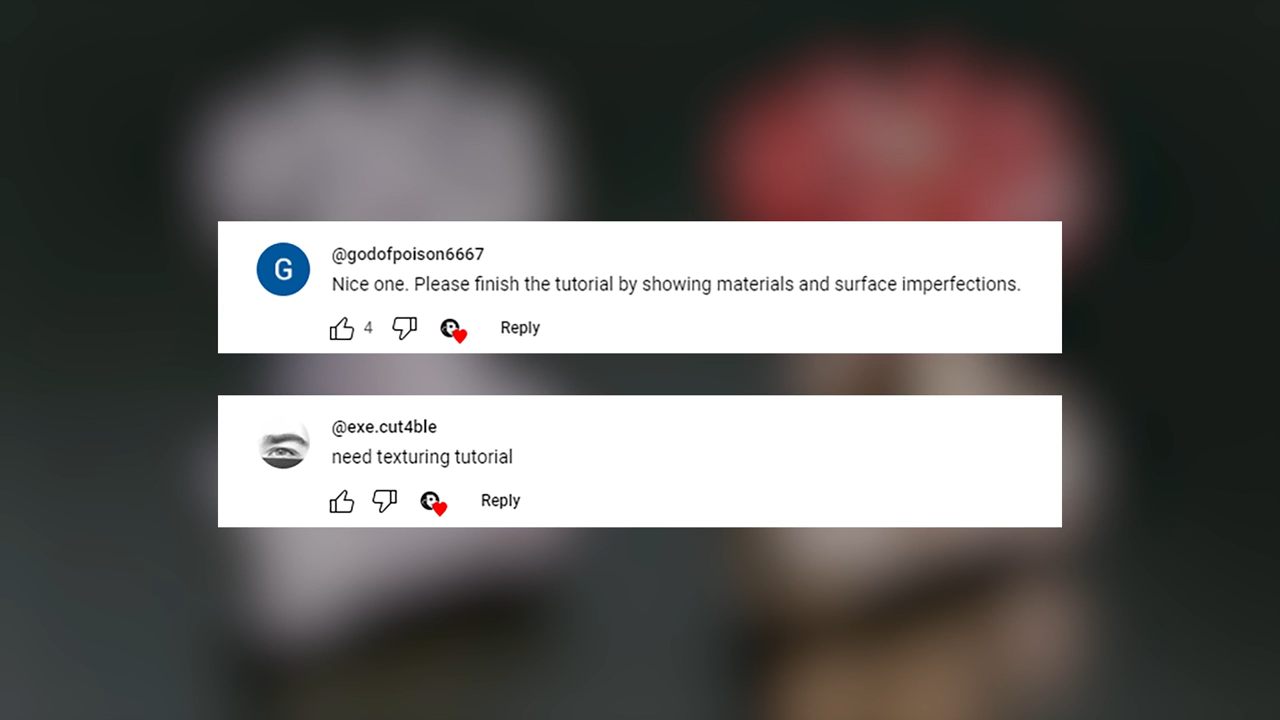 G
@godofpoison6667
Nice one. Please finish the tutorial by showing materials and surface imperfections.
4
Reply
@exe.cut4ble
need texturing tutorial
Reply